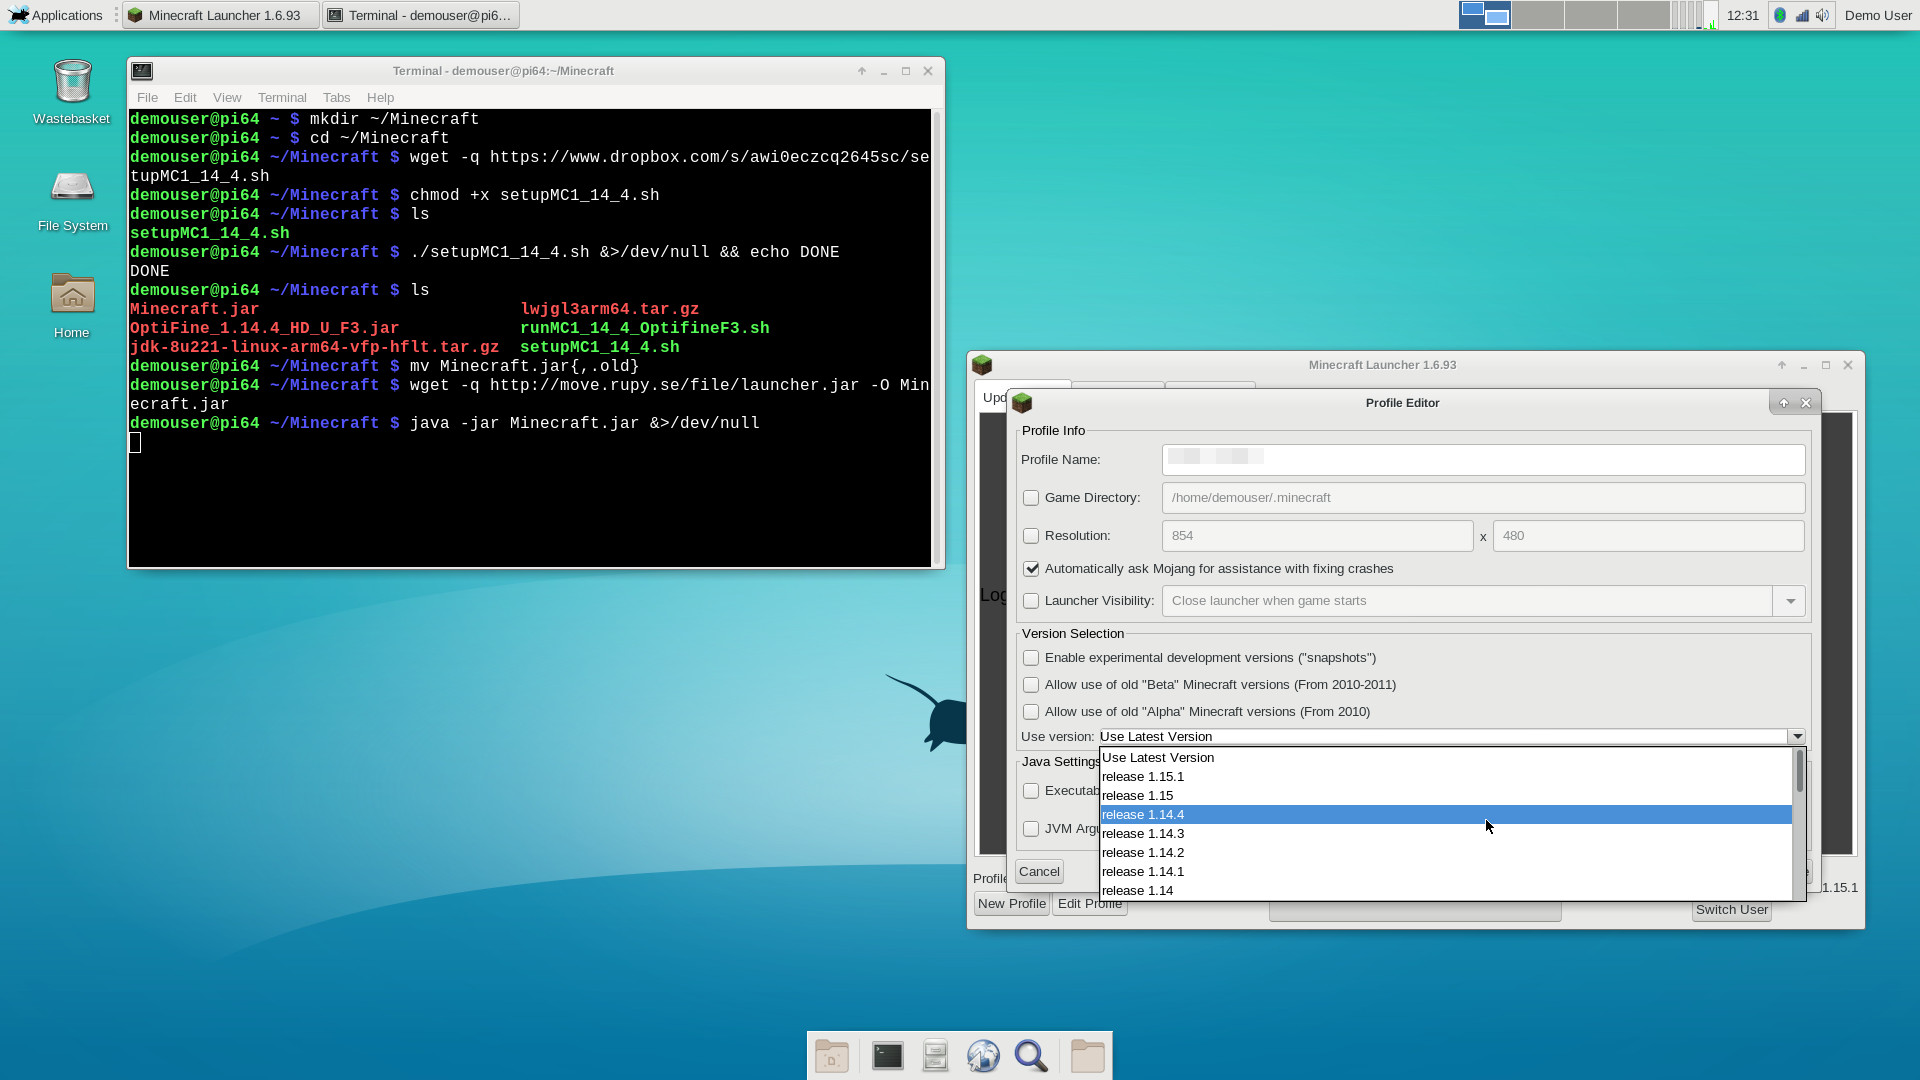 Applications
Minecraft Launcher 1.6.93
Terminal - demouser@pi6...
12:31
Demo User
Wastebasket
File System
Home
Terminal - demouser@pi64:~/Minecraft
File Edit View Terminal Tabs Help
demouser@pi64 ~ $ mkdir ~/Minecraft
demouser@pi64 ~ $ cd ~/Minecraft
demouser@pi64 ~/Minecraft $ wget -q https://www.dropbox.com/s/awi0eczcq2645sc/se
tupMC1_14_4.sh
demouser@pi64 ~/Minecraft $ chmod +x setupMC1_14_4.sh
demouser@pi64 ~/Minecraft $ ls
setupMC1_14_4.sh
demouser@pi64 ~/Minecraft $ ./setupMC1_14_4.sh &>/dev/null && echo DONE
DONE
demouser@pi64 ~/Minecraft $ ls
Minecraft.jar lwjgl3arm64.tar.gz
OptiFine_1.14.4_HD_U_F3.jar runMC1_14_4_OptifineF3.sh
jdk-8u221-linux-arm64-vfp-hflt.tar.gz setupMC1_14_4.sh
demouser@pi64 ~/Minecraft $ mv Minecraft.jar{,.old}
demouser@pi64 ~/Minecraft $ wget -q http://move.rupy.se/file/launcher.jar -O Min
ecraft.jar
demouser@pi64 ~/Minecraft $ java -jar Minecraft.jar &>/dev/null
Minecraft Launcher 1.6.93
Upd
Log
Profile Editor
Profile Info
Profile Name:
Game Directory: /home/demouser/.minecraft
Resolution: 854 x 480
Automatically ask Mojang for assistance with fixing crashes
Launcher Visibility: Close launcher when game starts
Version Selection
Enable experimental development versions ("snapshots")
Allow use of old "Beta" Minecraft versions (From 2010-2011)
Allow use of old "Alpha" Minecraft versions (From 2010)
Use version: Use Latest Version
Use Latest Version
release 1.15.1
release 1.15
release 1.14.4
release 1.14.3
release 1.14.2
release 1.14.1
release 1.14
Java Settings
Executab
JVM Argu
Cancel
Profile
1.15.1
New Profile Edit Profile
Switch User